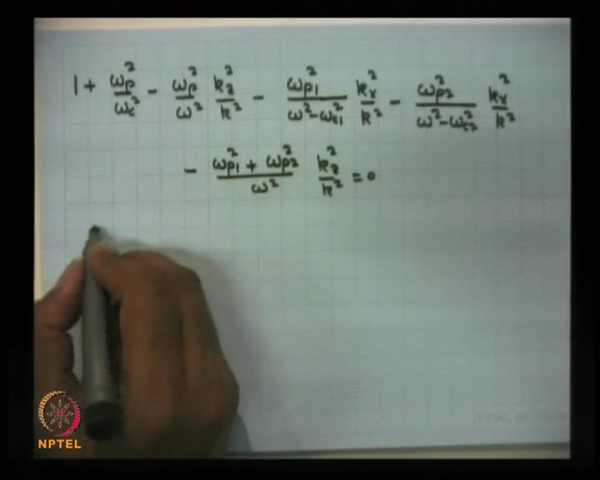 1 + ωp²/ωc² - ωp²/ω² kz²/k² - ωp1²/ω²-ωc1² kx²/k² - ωp2²/ω²-ωc2² kx²/k²
- ωp1² + ωp2²/ω² kz²/k² = 0
NPTEL